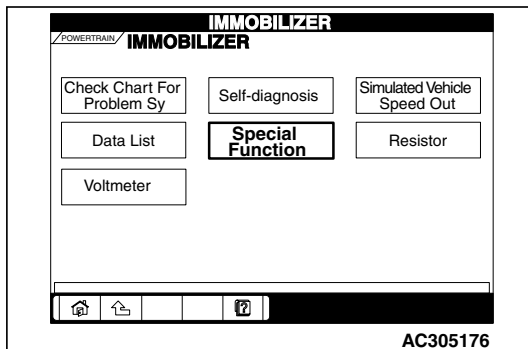 IMMOBILIZER
POWERTRAIN IMMOBILIZER
Check Chart For
Problem Sy
Self-diagnosis
Simulated Vehicle
Speed Out
Data List
Special
Function
Resistor
Voltmeter
?
AC305176